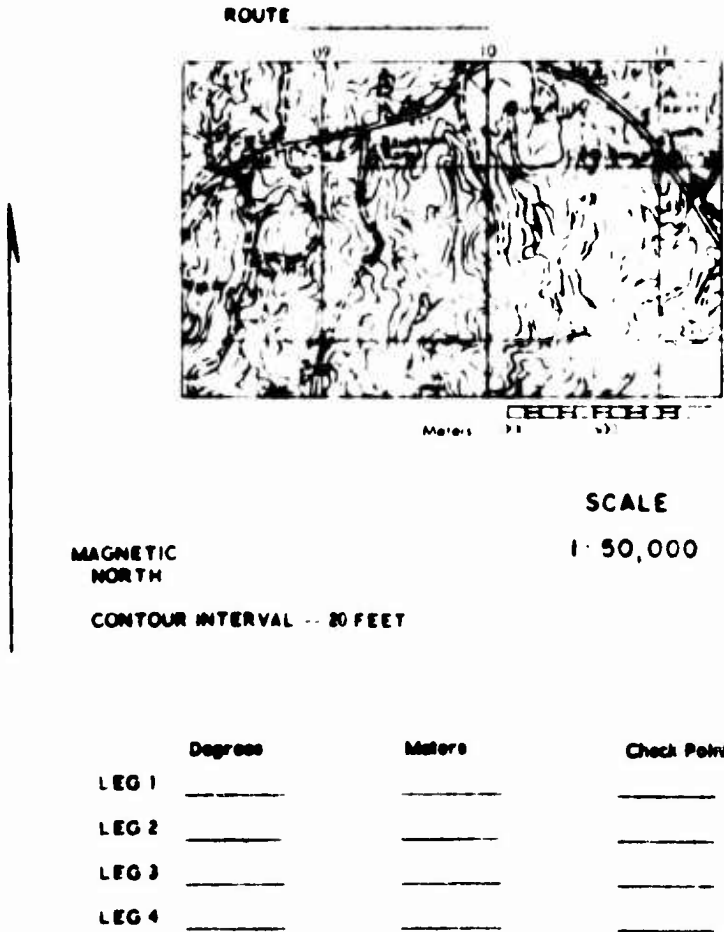 ROUTE
09 10 11
Meters
SCALE
1:50,000
MAGNETIC
NORTH
CONTOUR INTERVAL -- 20 FEET
Degrees Meters Check Poin
LEG 1
LEG 2
LEG 3
LEG 4